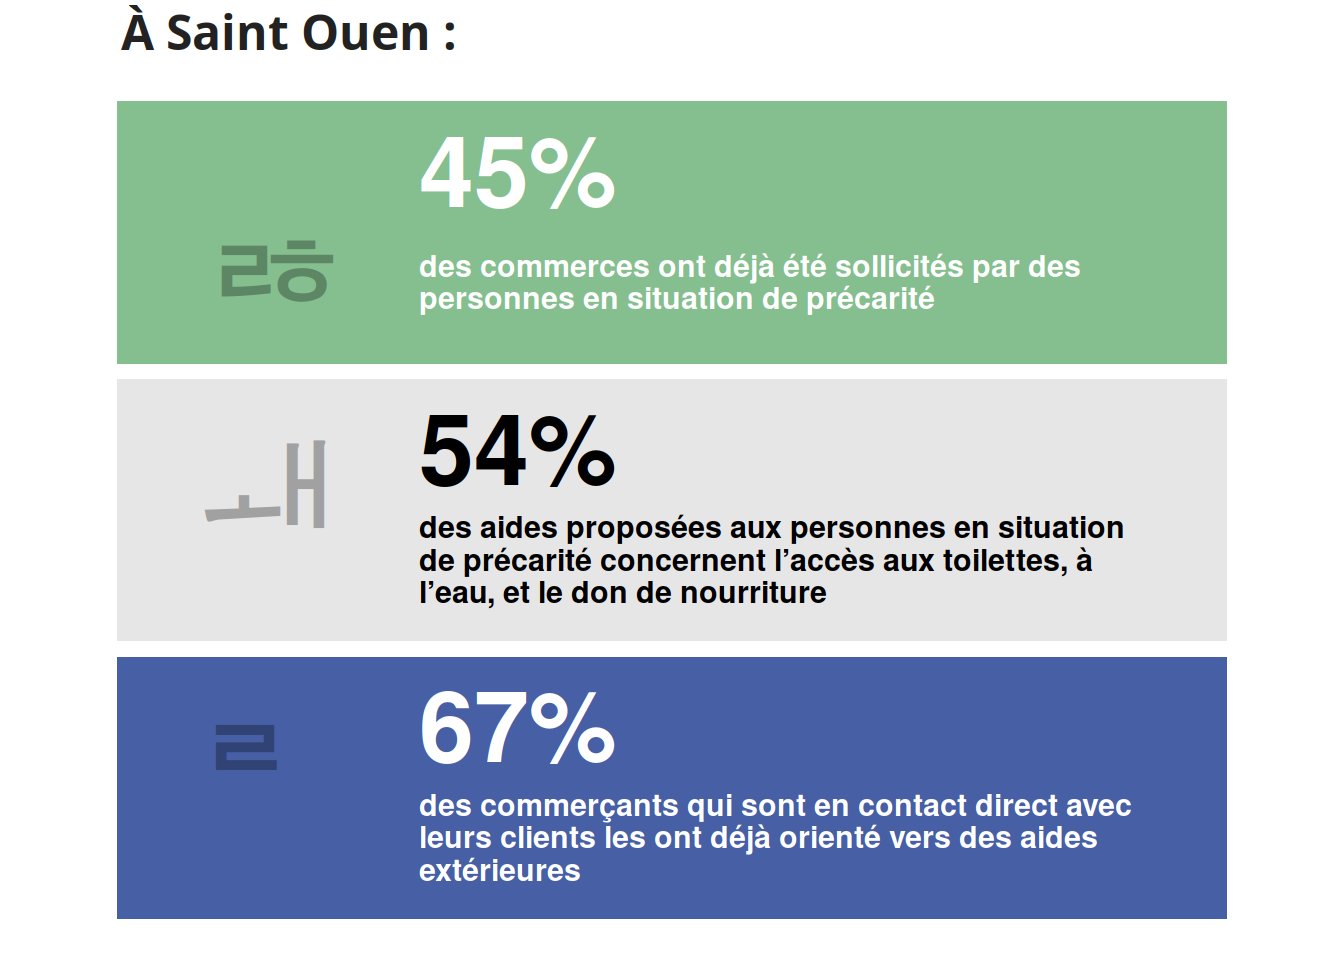 À Saint Ouen :
45%
des commerces ont déjà été sollicités par des
personnes en situation de précarité
54%
des aides proposées aux personnes en situation
de précarité concernent l’accès aux toilettes, à
l’eau, et le don de nourriture
67%
des commerçants qui sont en contact direct avec
leurs clients les ont déjà orienté vers des aides
extérieures